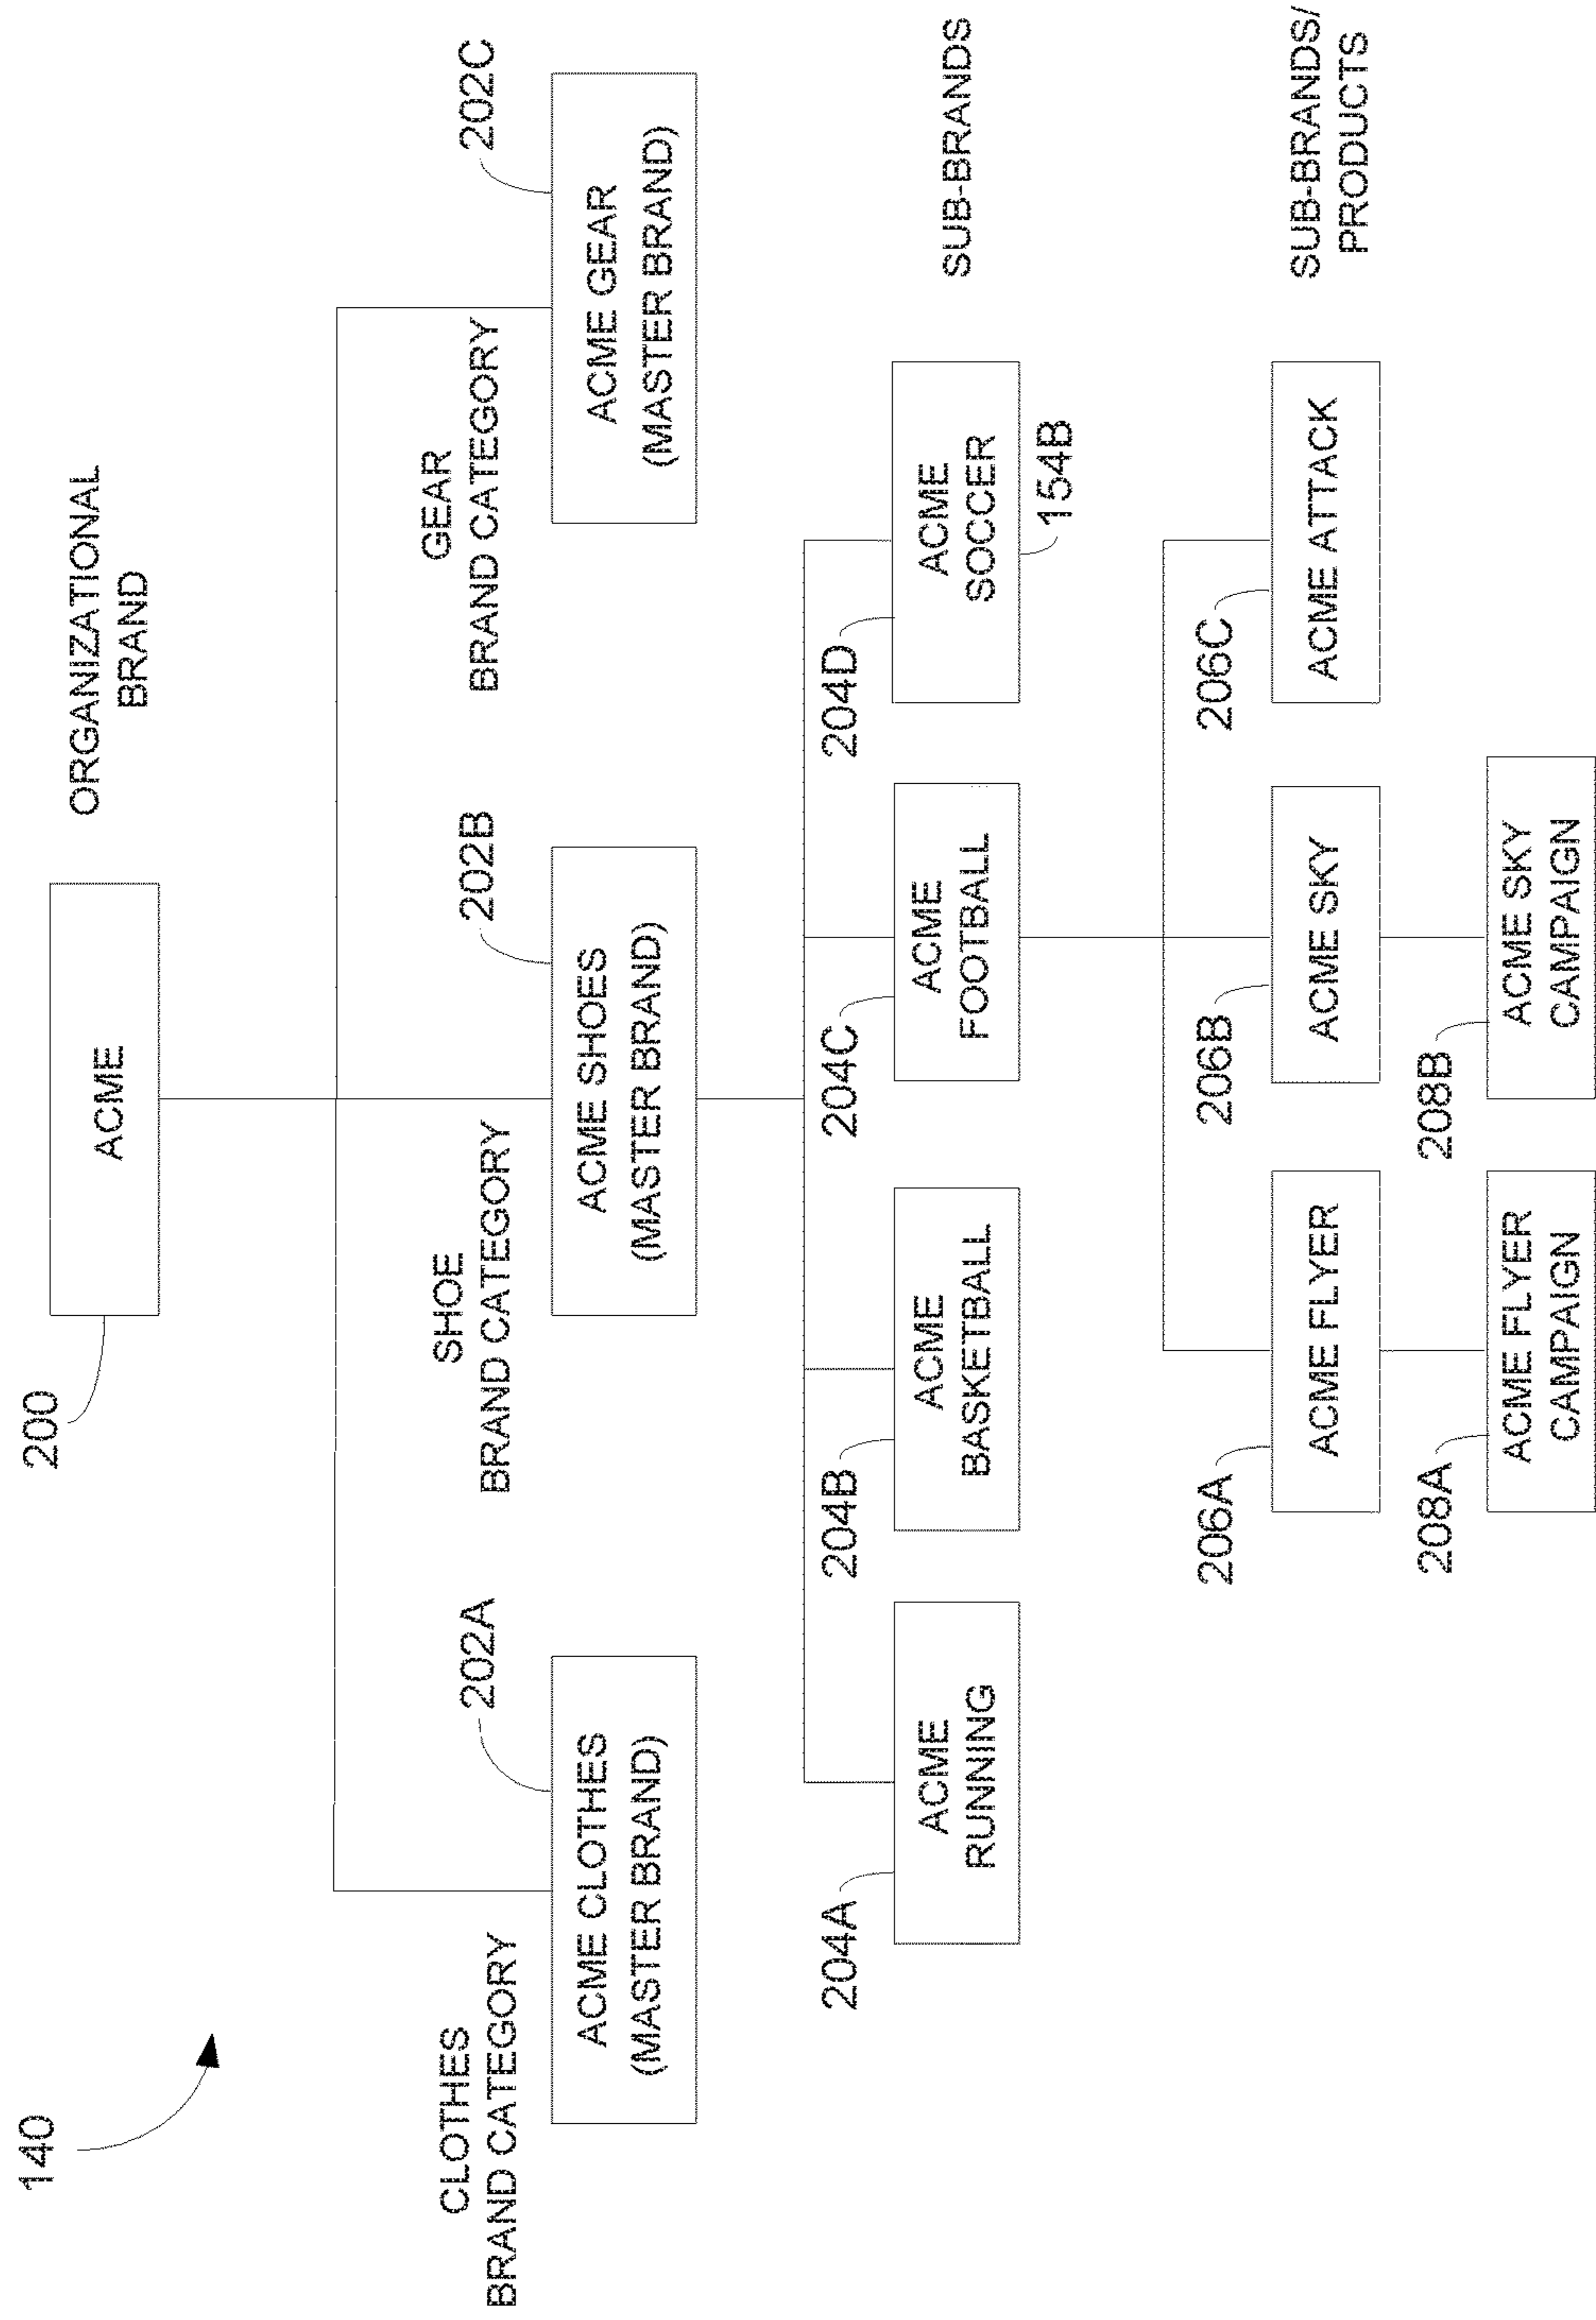 140
200
ACME
ORGANIZATIONAL
BRAND
CLOTHES
BRAND CATEGORY
202A
ACME CLOTHES
(MASTER BRAND)
SHOE
BRAND CATEGORY
202B
ACME SHOES
(MASTER BRAND)
GEAR
BRAND CATEGORY
202C
ACME GEAR
(MASTER BRAND)
204A
ACME
RUNNING
204B
ACME
BASKETBALL
204C
ACME
FOOTBALL
204D
ACME
SOCCER
154B
SUB-BRANDS
206A
ACME FLYER
206B
ACME SKY
206C
ACME ATTACK
SUB-BRANDS/
PRODUCTS
208A
ACME FLYER
CAMPAIGN
208B
ACME SKY
CAMPAIGN